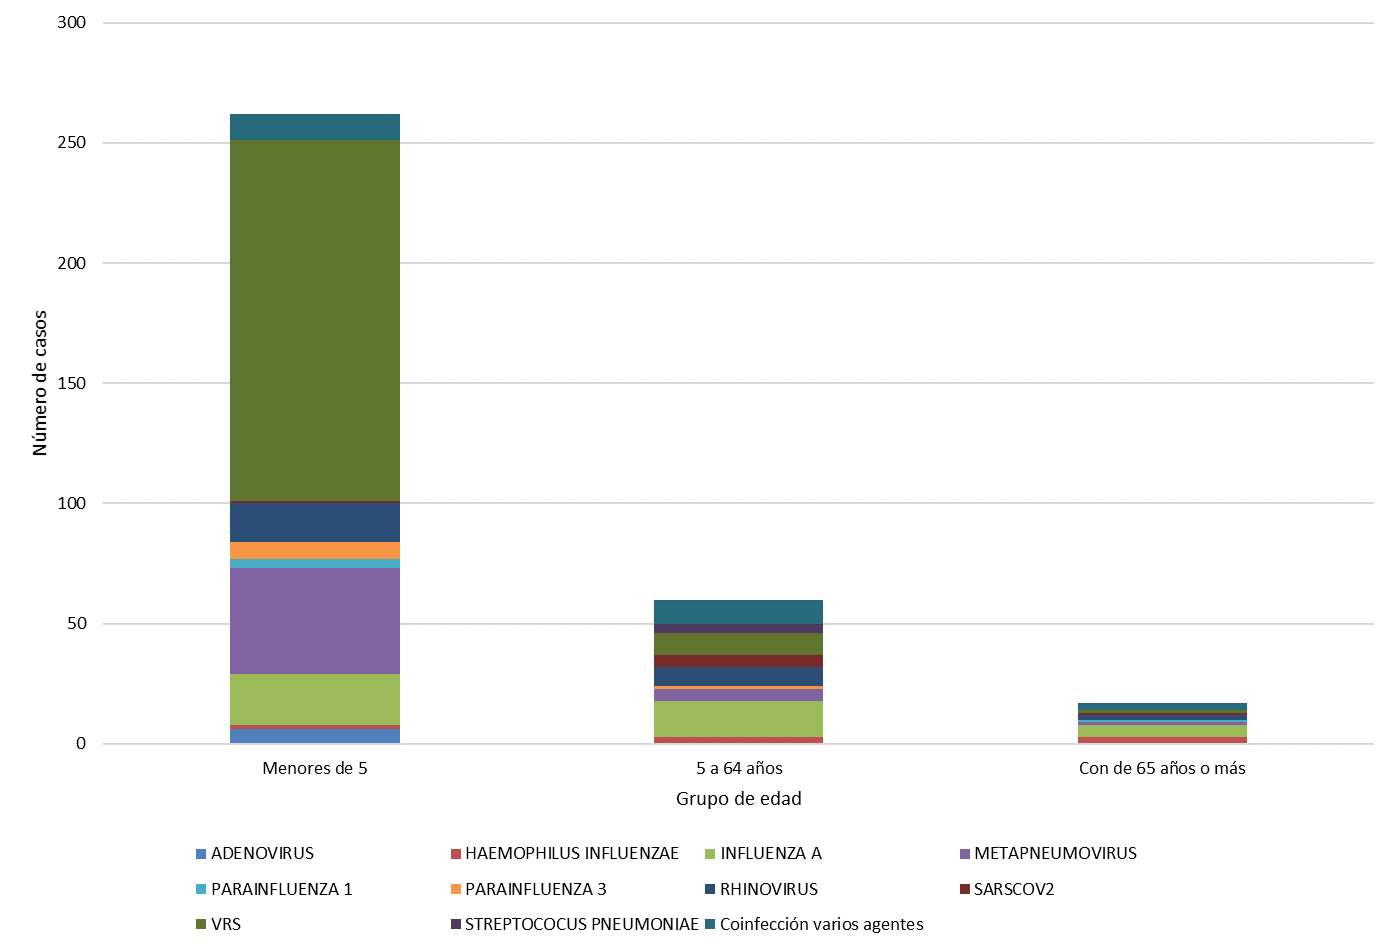 300
250
200
150
100
50
0
Número de casos
Menores de 5
5 a 64 años
Con de 65 años o más
Grupo de edad
ADENOVIRUS
HAEMOPHILUS INFLUENZAE
INFLUENZA A
METAPNEUMOVIRUS
PARAINFLUENZA 1
PARAINFLUENZA 3
RHINOVIRUS
SARSCOV2
VRS
STREPTOCOCUS PNEUMONIAE
Coinfección varios agentes